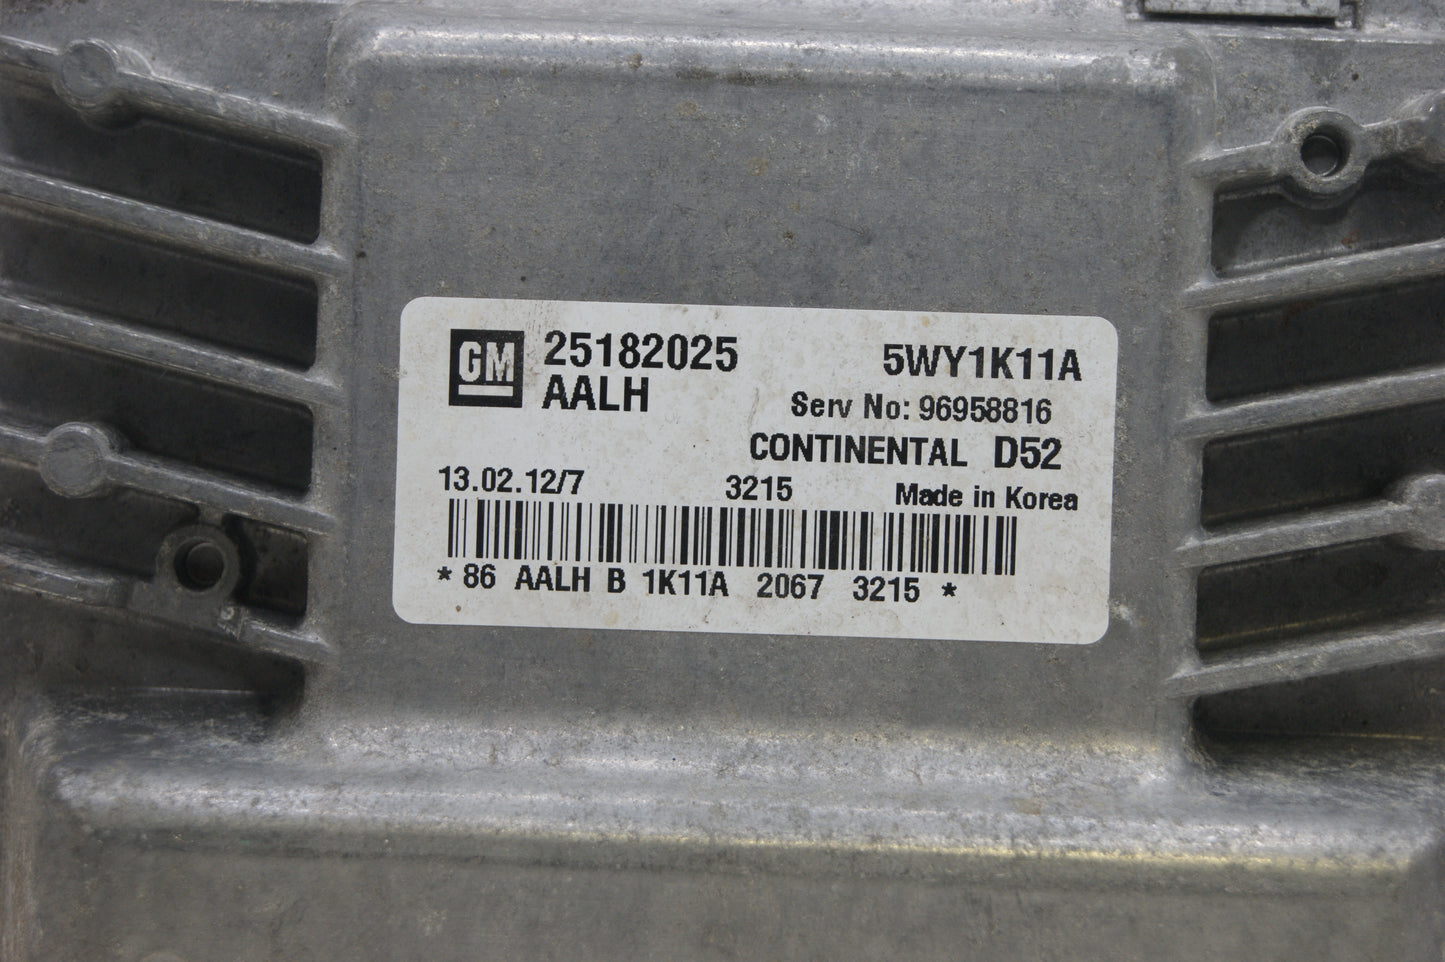 GM 25182025 5WY1K11A
AALH Serv No: 96958816
CONTINENTAL D52
13.02.12/7 3215 Made in Korea
* 86 AALH B 1K11A 2067 3215 *